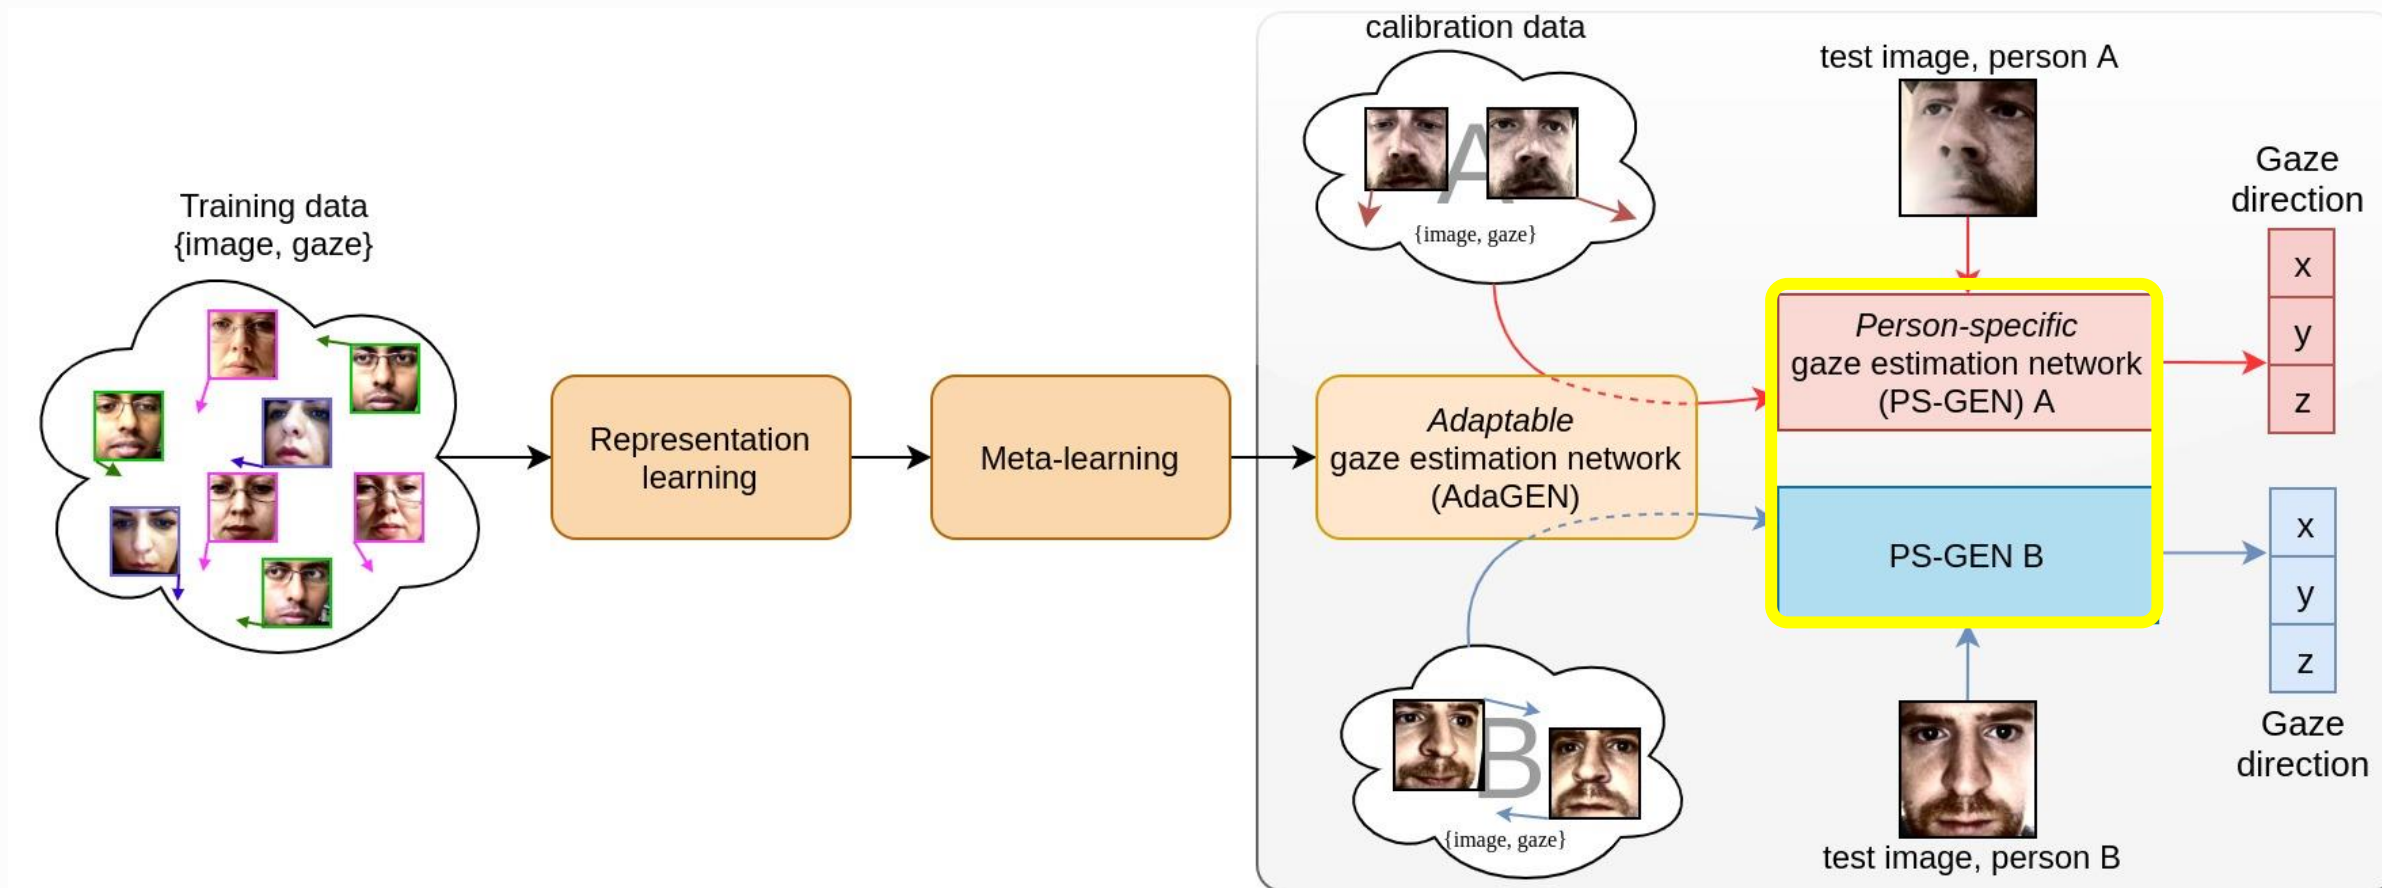 Training data
{image, gaze}
Representation
learning
Meta-learning
calibration data
A
{image, gaze}
Adaptable
gaze estimation network
(AdaGEN)
B
{image, gaze}
test image, person A
Person-specific
gaze estimation network
(PS-GEN) A
PS-GEN B
test image, person B
Gaze
direction
x
y
z
x
y
z
Gaze
direction